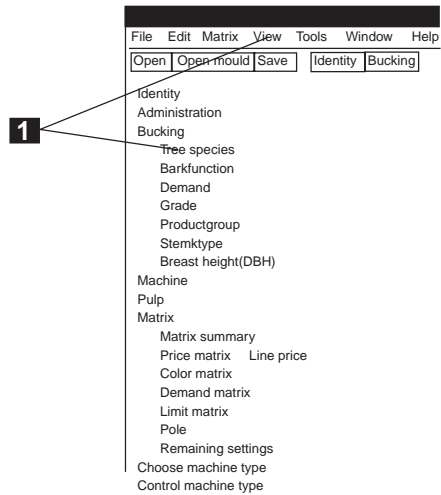 File Edit Matrix View Tools Window Help
Open Open mould Save Identity Bucking
Identity
Administration
Bucking
1
Tree species
Barkfunction
Demand
Grade
Productgroup
Stemktype
Breast height(DBH)
Machine
Pulp
Matrix
Matrix summary
Price matrix Line price
Color matrix
Demand matrix
Limit matrix
Pole
Remaining settings
Choose machine type
Control machine type